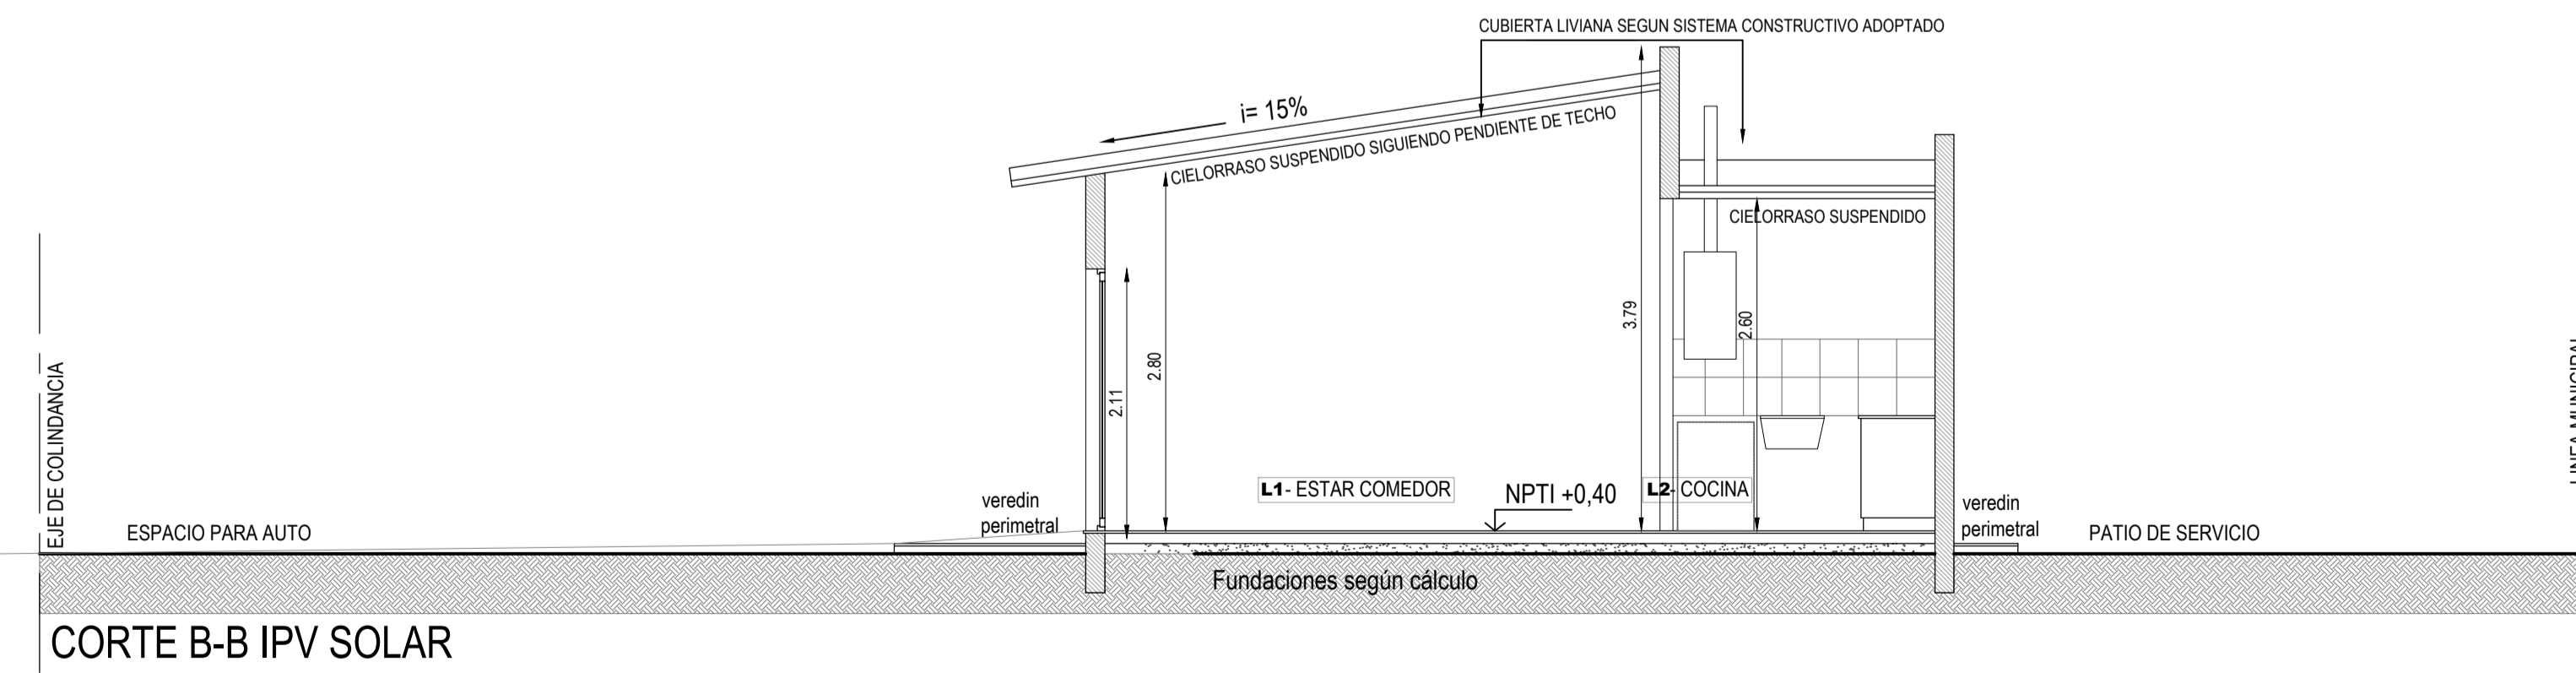 CUBIERTA LIVIANA SEGUN SISTEMA CONSTRUCTIVO ADOPTADO
i= 15%
CIELORRASO SUSPENDIDO SIGUIENDO PENDIENTE DE TECHO
CIELORRASO SUSPENDIDO
3.79
2.60
2.80
2.11
EJE DE COLINDANCIA
LINEA MUNICIPAL
L1- ESTAR COMEDOR
NPTI +0,40
L2- COCINA
veredin
perimetral
veredin
perimetral
ESPACIO PARA AUTO
PATIO DE SERVICIO
Fundaciones según cálculo
CORTE B-B IPV SOLAR